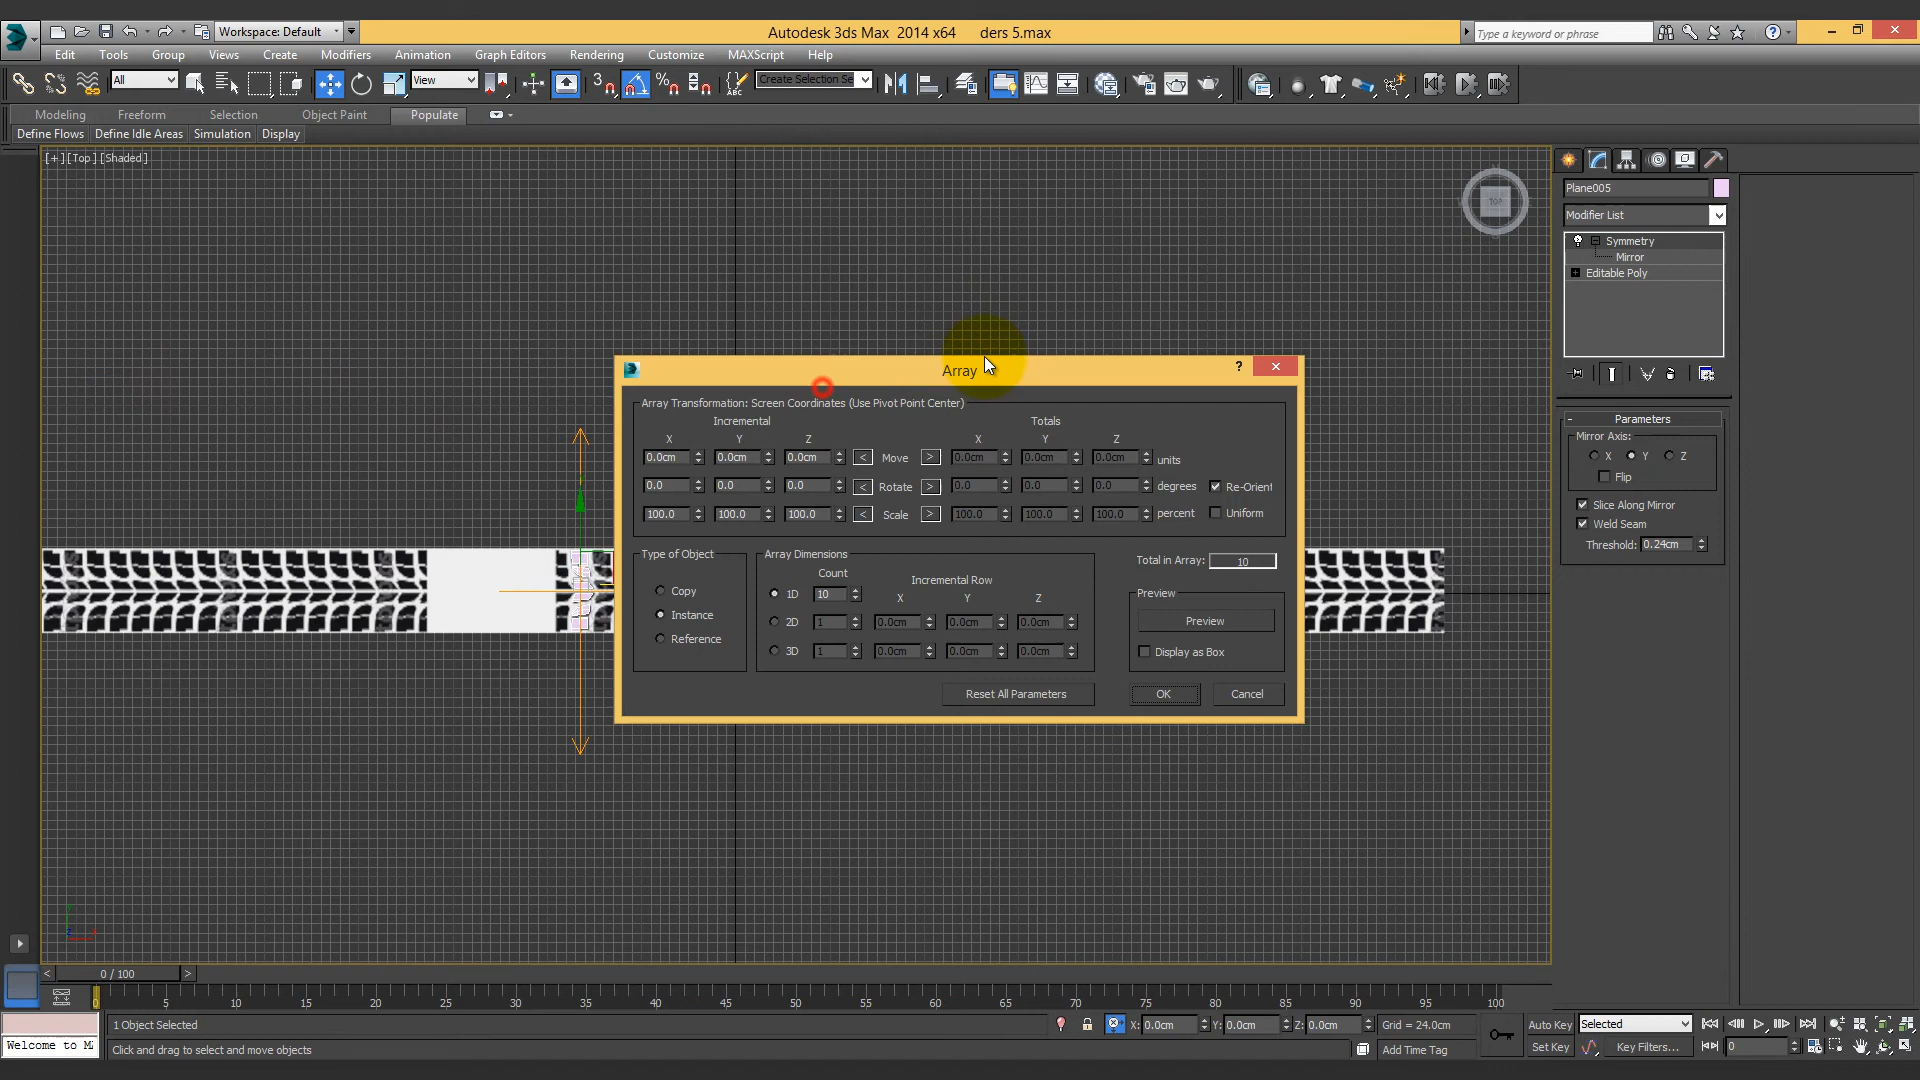 Workspace: Default
Autodesk 3ds Max 2014 x64 ders 5.max
Type a keyword or phrase
Edit Tools Group Views Create Modifiers Animation Graph Editors Rendering Customize MAXScript Help
All
View
3
Create Selection Se
Modeling Freeform Selection Object Paint Populate
Define Flows Define Idle Areas Simulation Display
[+] [Top] [Shaded]
TOP
Plane005
Modifier List
Symmetry
Mirror
Editable Poly
Parameters
Mirror Axis:
X Y Z
Flip
Slice Along Mirror
Weld Seam
Threshold: 0.24cm
Array
?
Array Transformation: Screen Coordinates (Use Pivot Point Center)
Incremental Totals
X Y Z X Y Z
0.0cm 0.0cm 0.0cm < Move > 0.0cm 0.0cm 0.0cm units
0.0 0.0 0.0 < Rotate > 0.0 0.0 0.0 degrees Re-Orient
100.0 100.0 100.0 < Scale > 100.0 100.0 100.0 percent Uniform
Type of Object
Copy
Instance
Reference
Array Dimensions
Count
Incremental Row
X Y Z
1D 10
2D 1 0.0cm 0.0cm 0.0cm
3D 1 0.0cm 0.0cm 0.0cm
Total in Array: 10
Preview
Preview
Display as Box
Reset All Parameters OK Cancel
< 0 / 100 >
0 5 10 15 20 25 30 35 40 45 50 55 60 65 70 75 80 85 90 95 100
1 Object Selected
X: 0.0cm Y: 0.0cm Z: 0.0cm Grid = 24.0cm
Auto Key Selected
Welcome to MA
Click and drag to select and move objects
Add Time Tag
Set Key Key Filters... 0